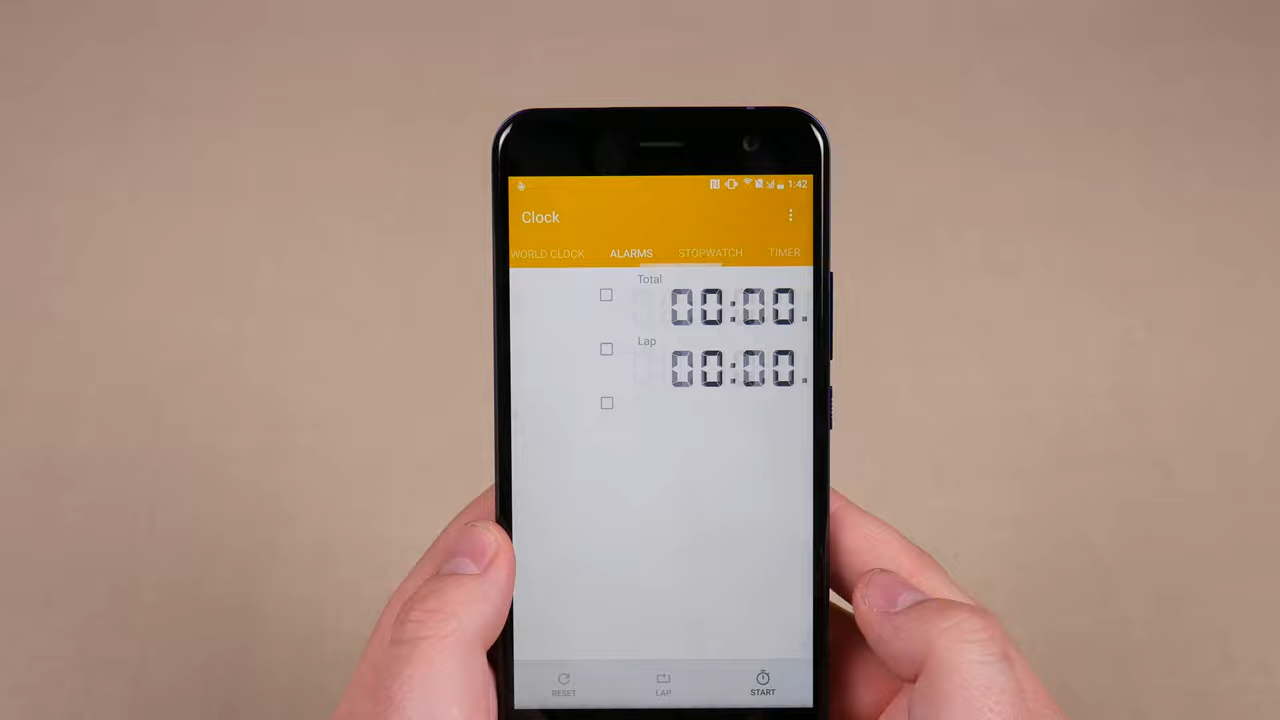 1:42
Clock
WORLD CLOCK ALARMS STOPWATCH TIMER
Total
00:00.
Lap
00:00.
RESET LAP START